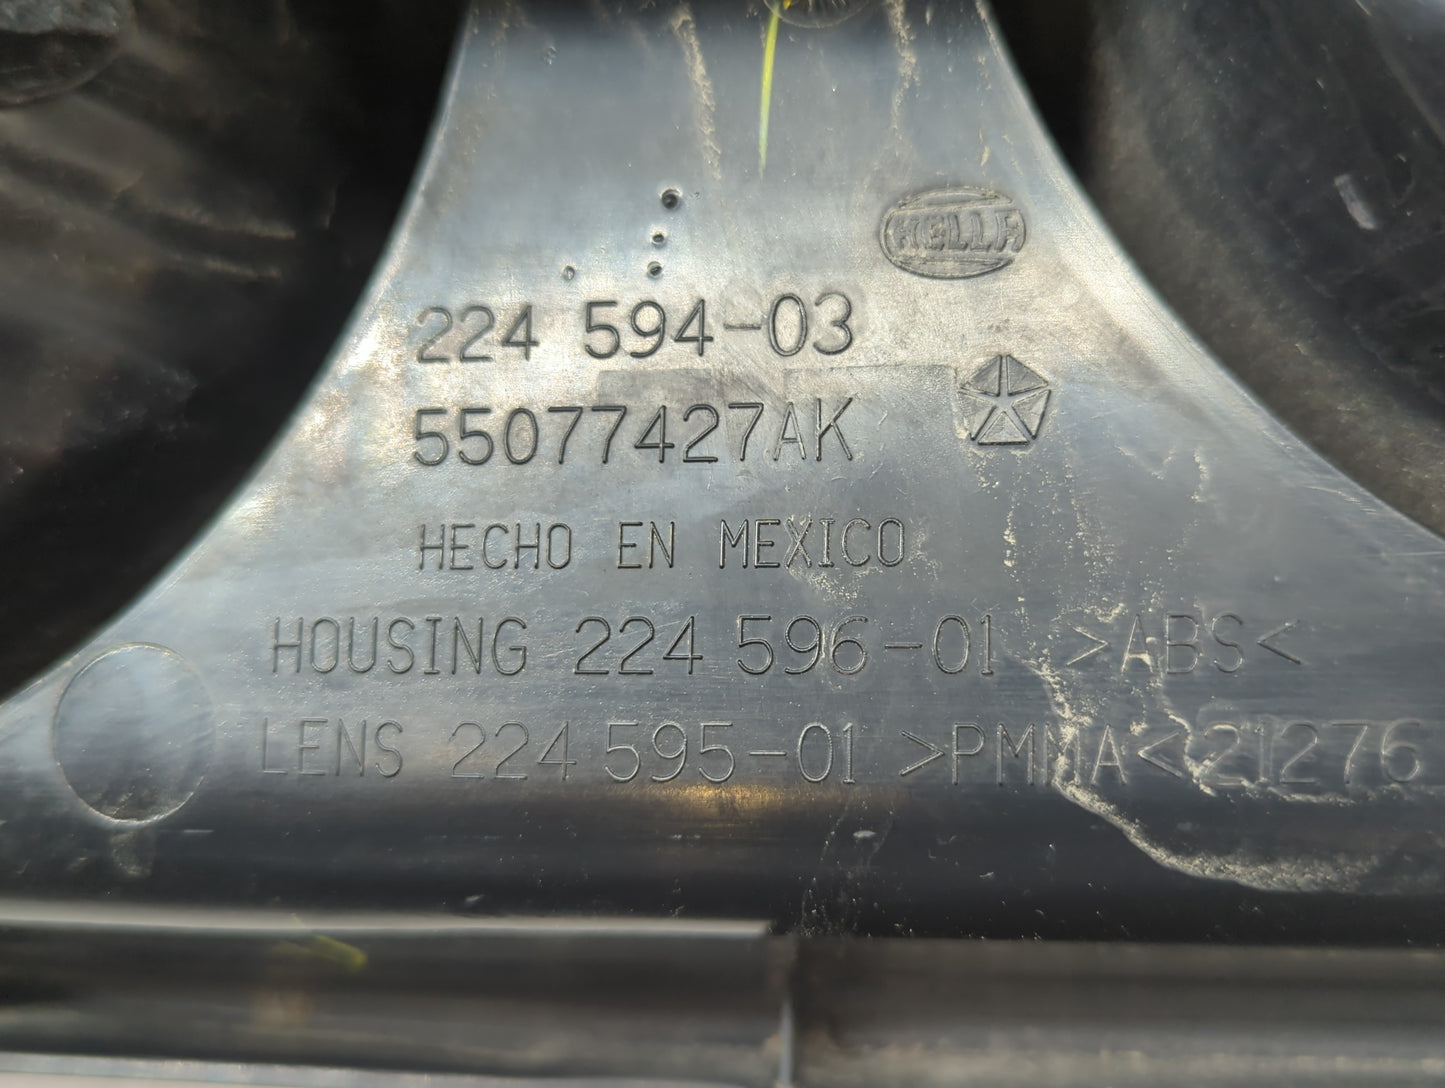 HELLA
224 594-03
55077427AK
HECHO EN MEXICO
HOUSING 224 596-01 >ABS<
LENS 224 595-01 >PMMA< 21276